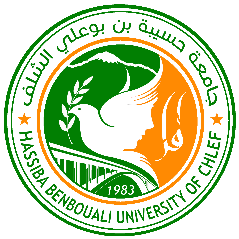 جامعة حسيبة بن بوعلي الشلف
1983
HASSIBA BENBOUALI UNIVERSITY OF CHLEF